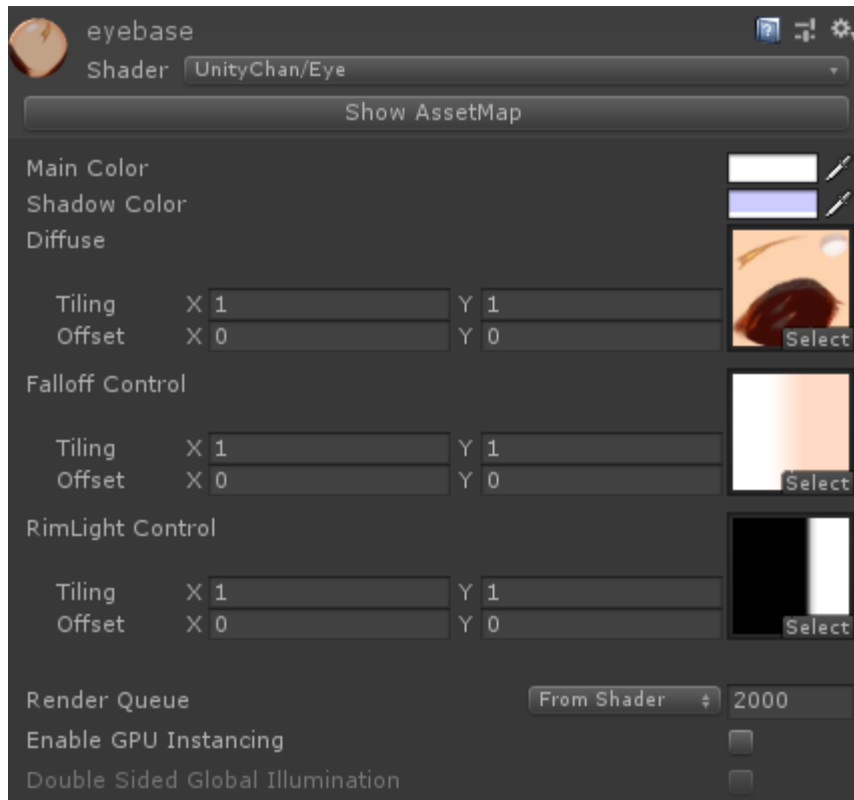 eyebase
Shader UnityChan/Eye
Show AssetMap
Main Color
Shadow Color
Diffuse
Tiling X 1 Y 1
Offset X 0 Y 0
Select
Falloff Control
Tiling X 1 Y 1
Offset X 0 Y 0
Select
RimLight Control
Tiling X 1 Y 1
Offset X 0 Y 0
Select
Render Queue From Shader 2000
Enable GPU Instancing
Double Sided Global Illumination